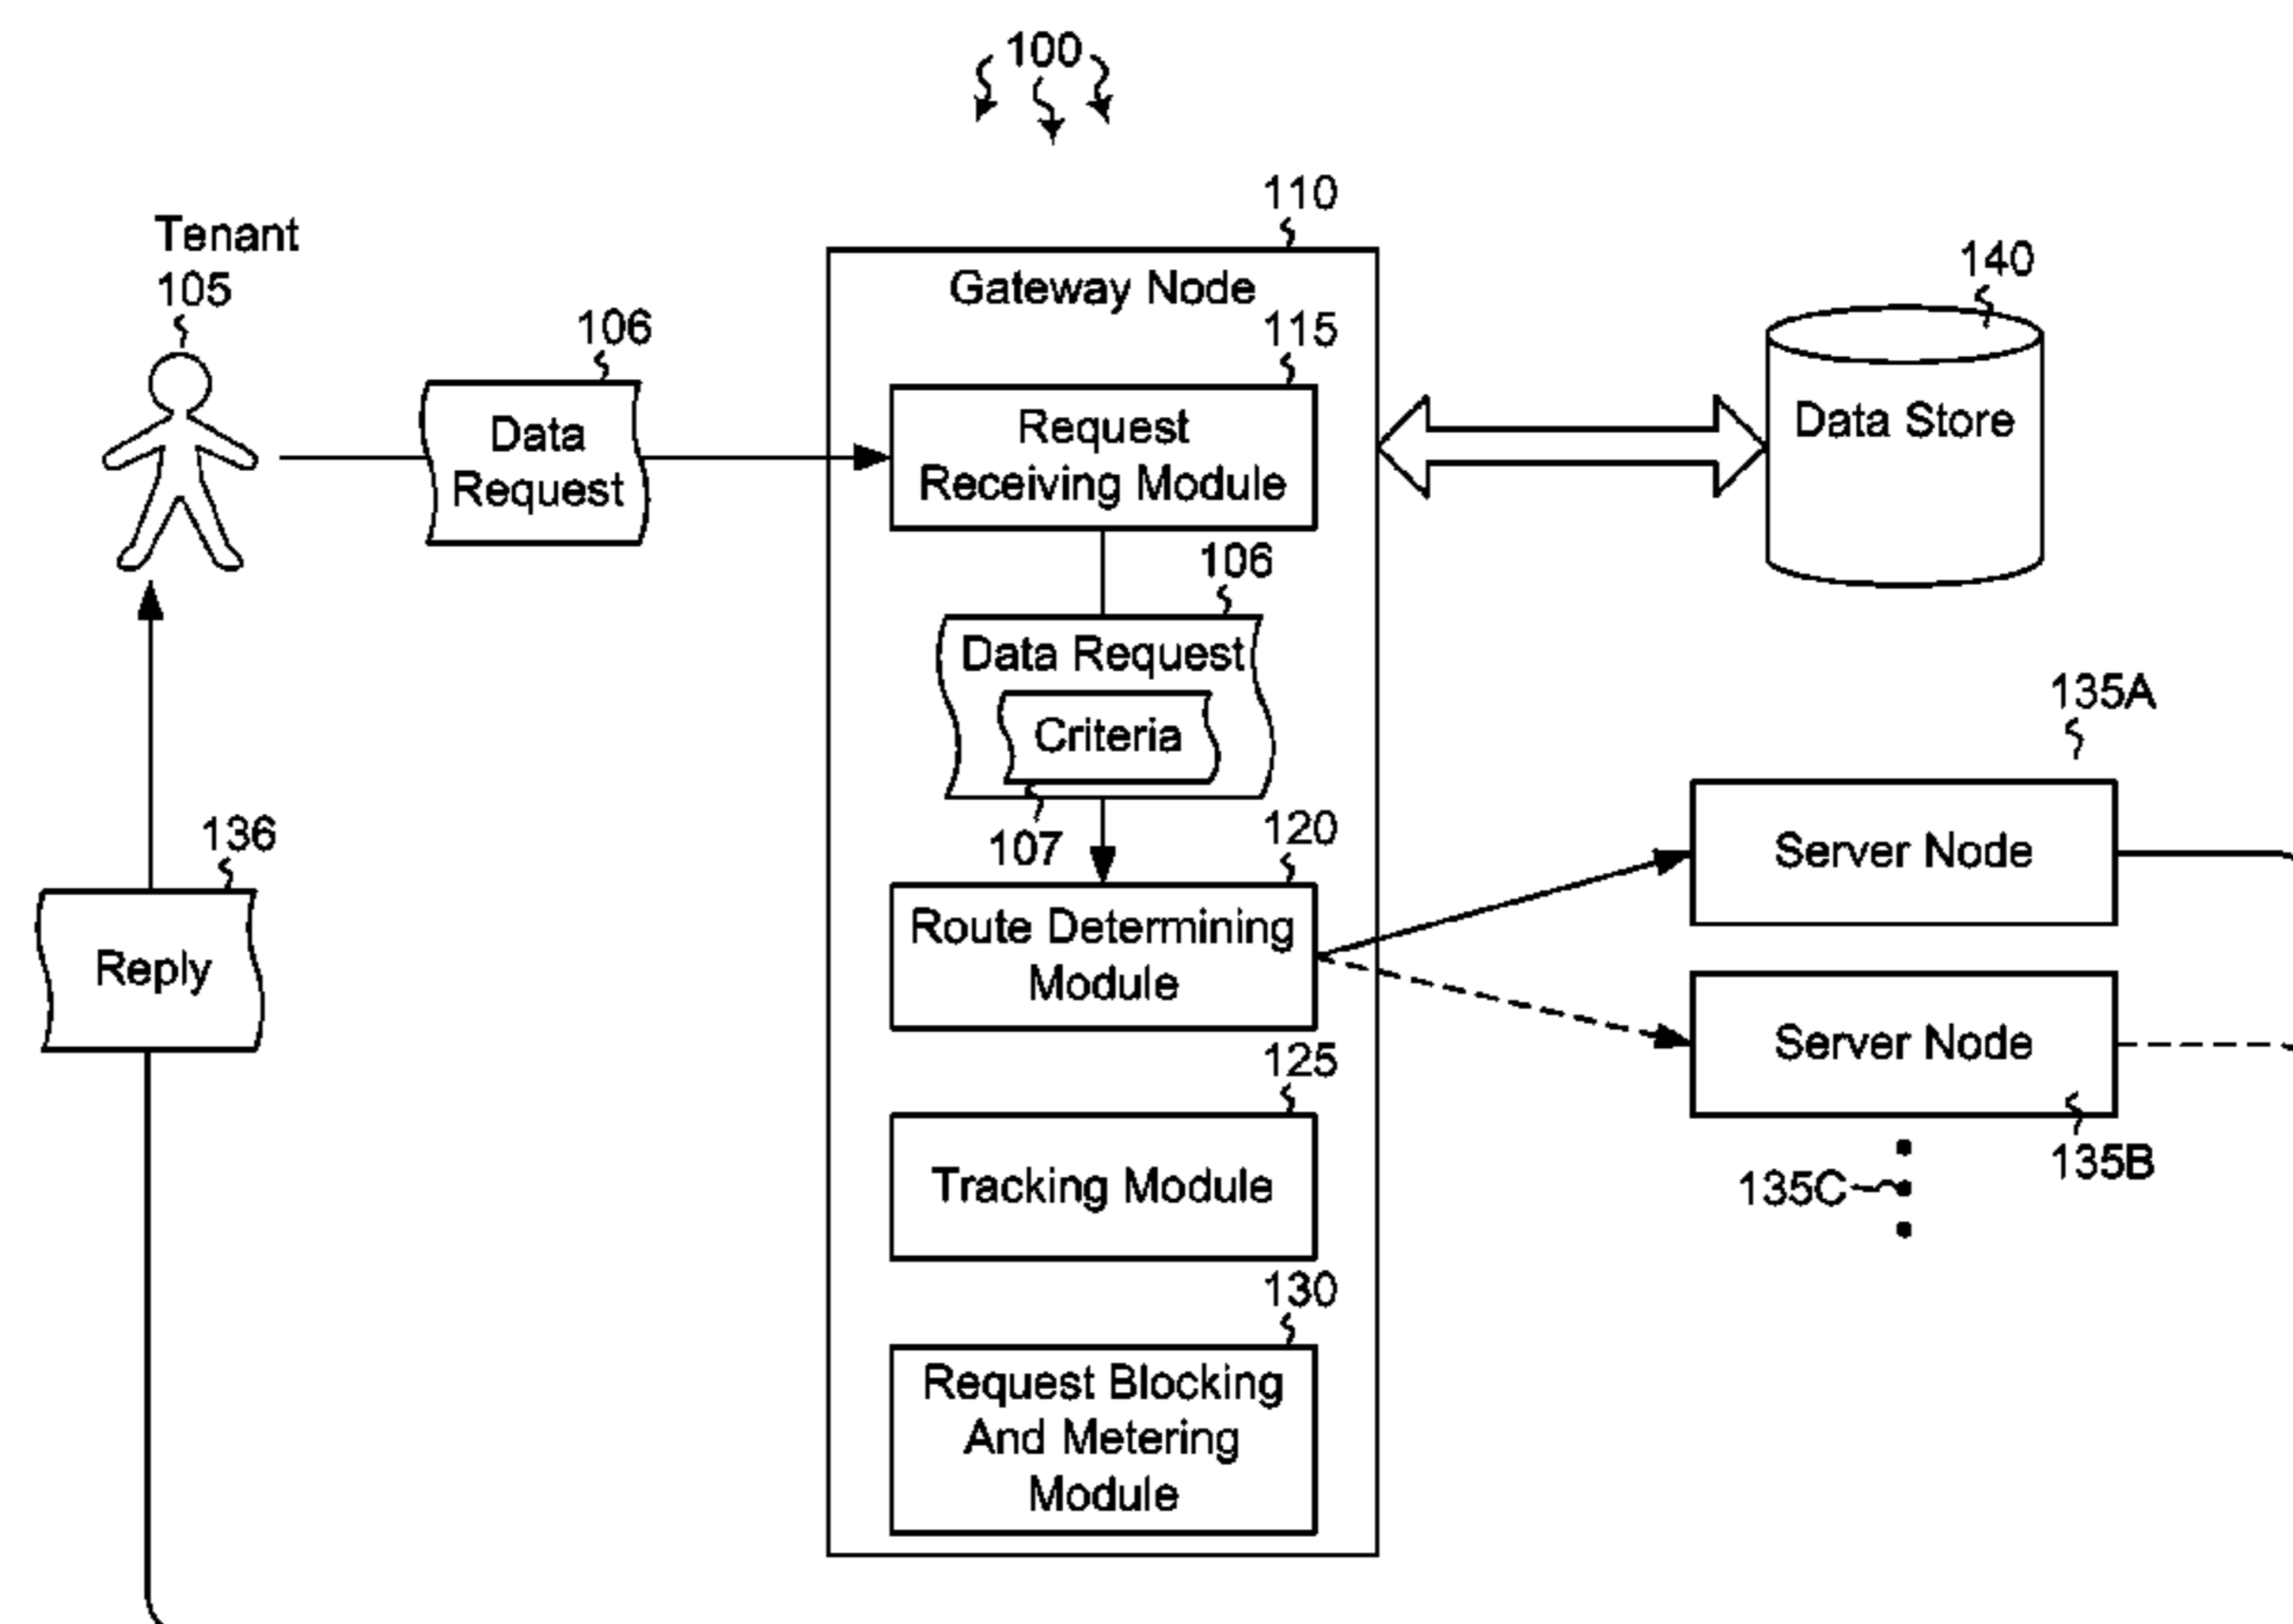 100
110
Tenant
105
106
Data
Request
Gateway Node
115
Request
Receiving Module
140
Data Store
106
Data Request
Criteria
107
120
Route Determining
Module
135A
Server Node
Server Node
135B
135C
136
Reply
125
Tracking Module
130
Request Blocking
And Metering
Module